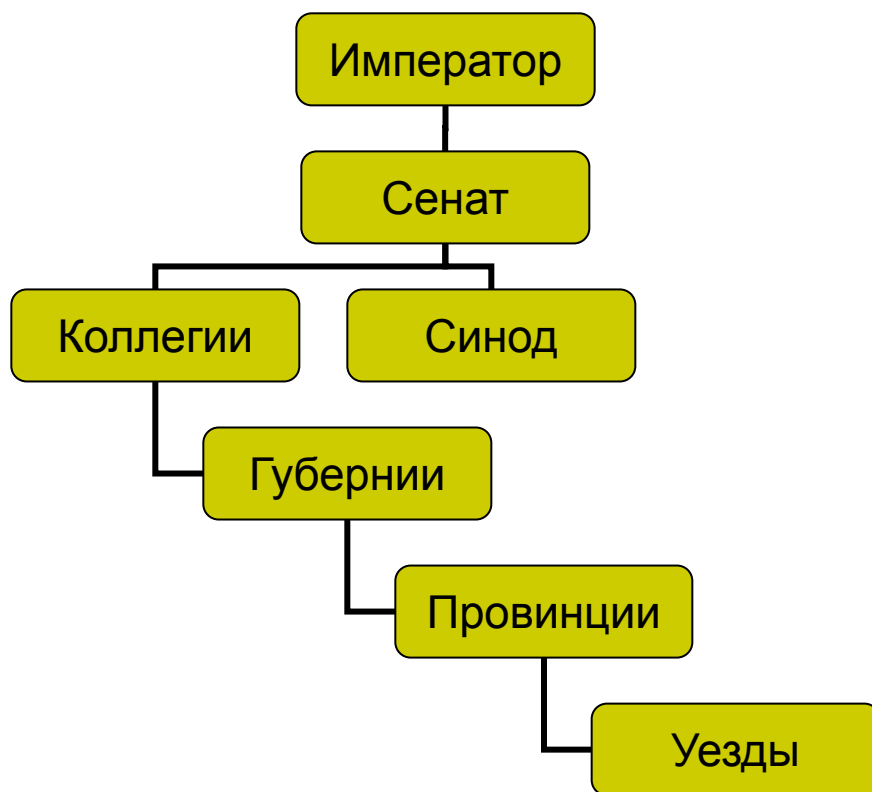 Император
Сенат
Коллегии
Синод
Губернии
Провинции
Уезды